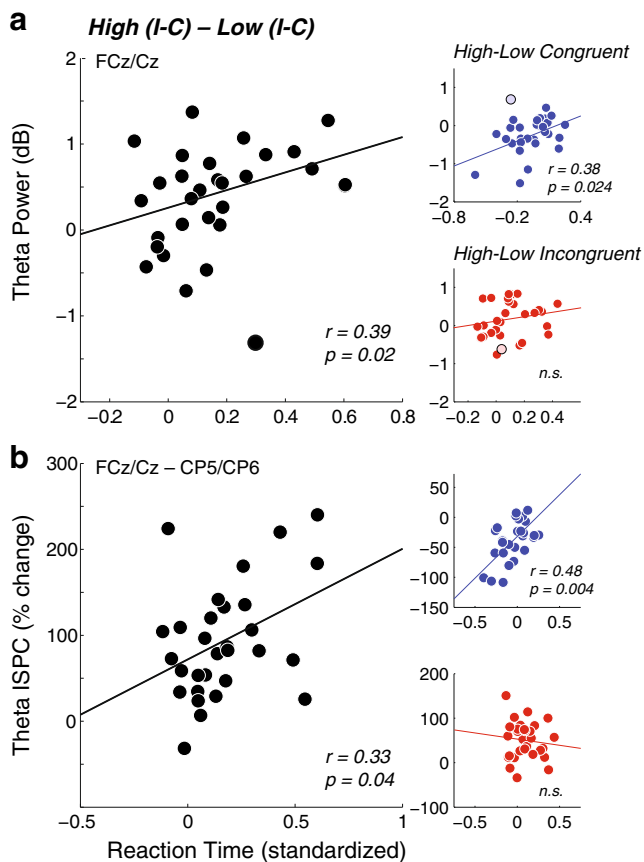 a
High (I-C) – Low (I-C)
FCz/Cz
Theta Power (dB)
2
1
0
−1
−2
−0.2
0
0.2
0.4
0.6
0.8
r = 0.39
p = 0.02
High-Low Congruent
1
0
−1
−2
−0.8
−0.2
0.4
r = 0.38
p = 0.024
High-Low Incongruent
1
0
−1
2
0
0.2
0.4
n.s.
b
FCz/Cz – CP5/CP6
Theta ISPC (% change)
300
200
100
0
−100
−0.5
0
0.5
1
r = 0.33
p = 0.04
Reaction Time (standardized)
50
0
−50
−100
−150
−0.5
0
0.5
r = 0.48
p = 0.004
200
100
0
−100
−0.5
0
0.5
n.s.